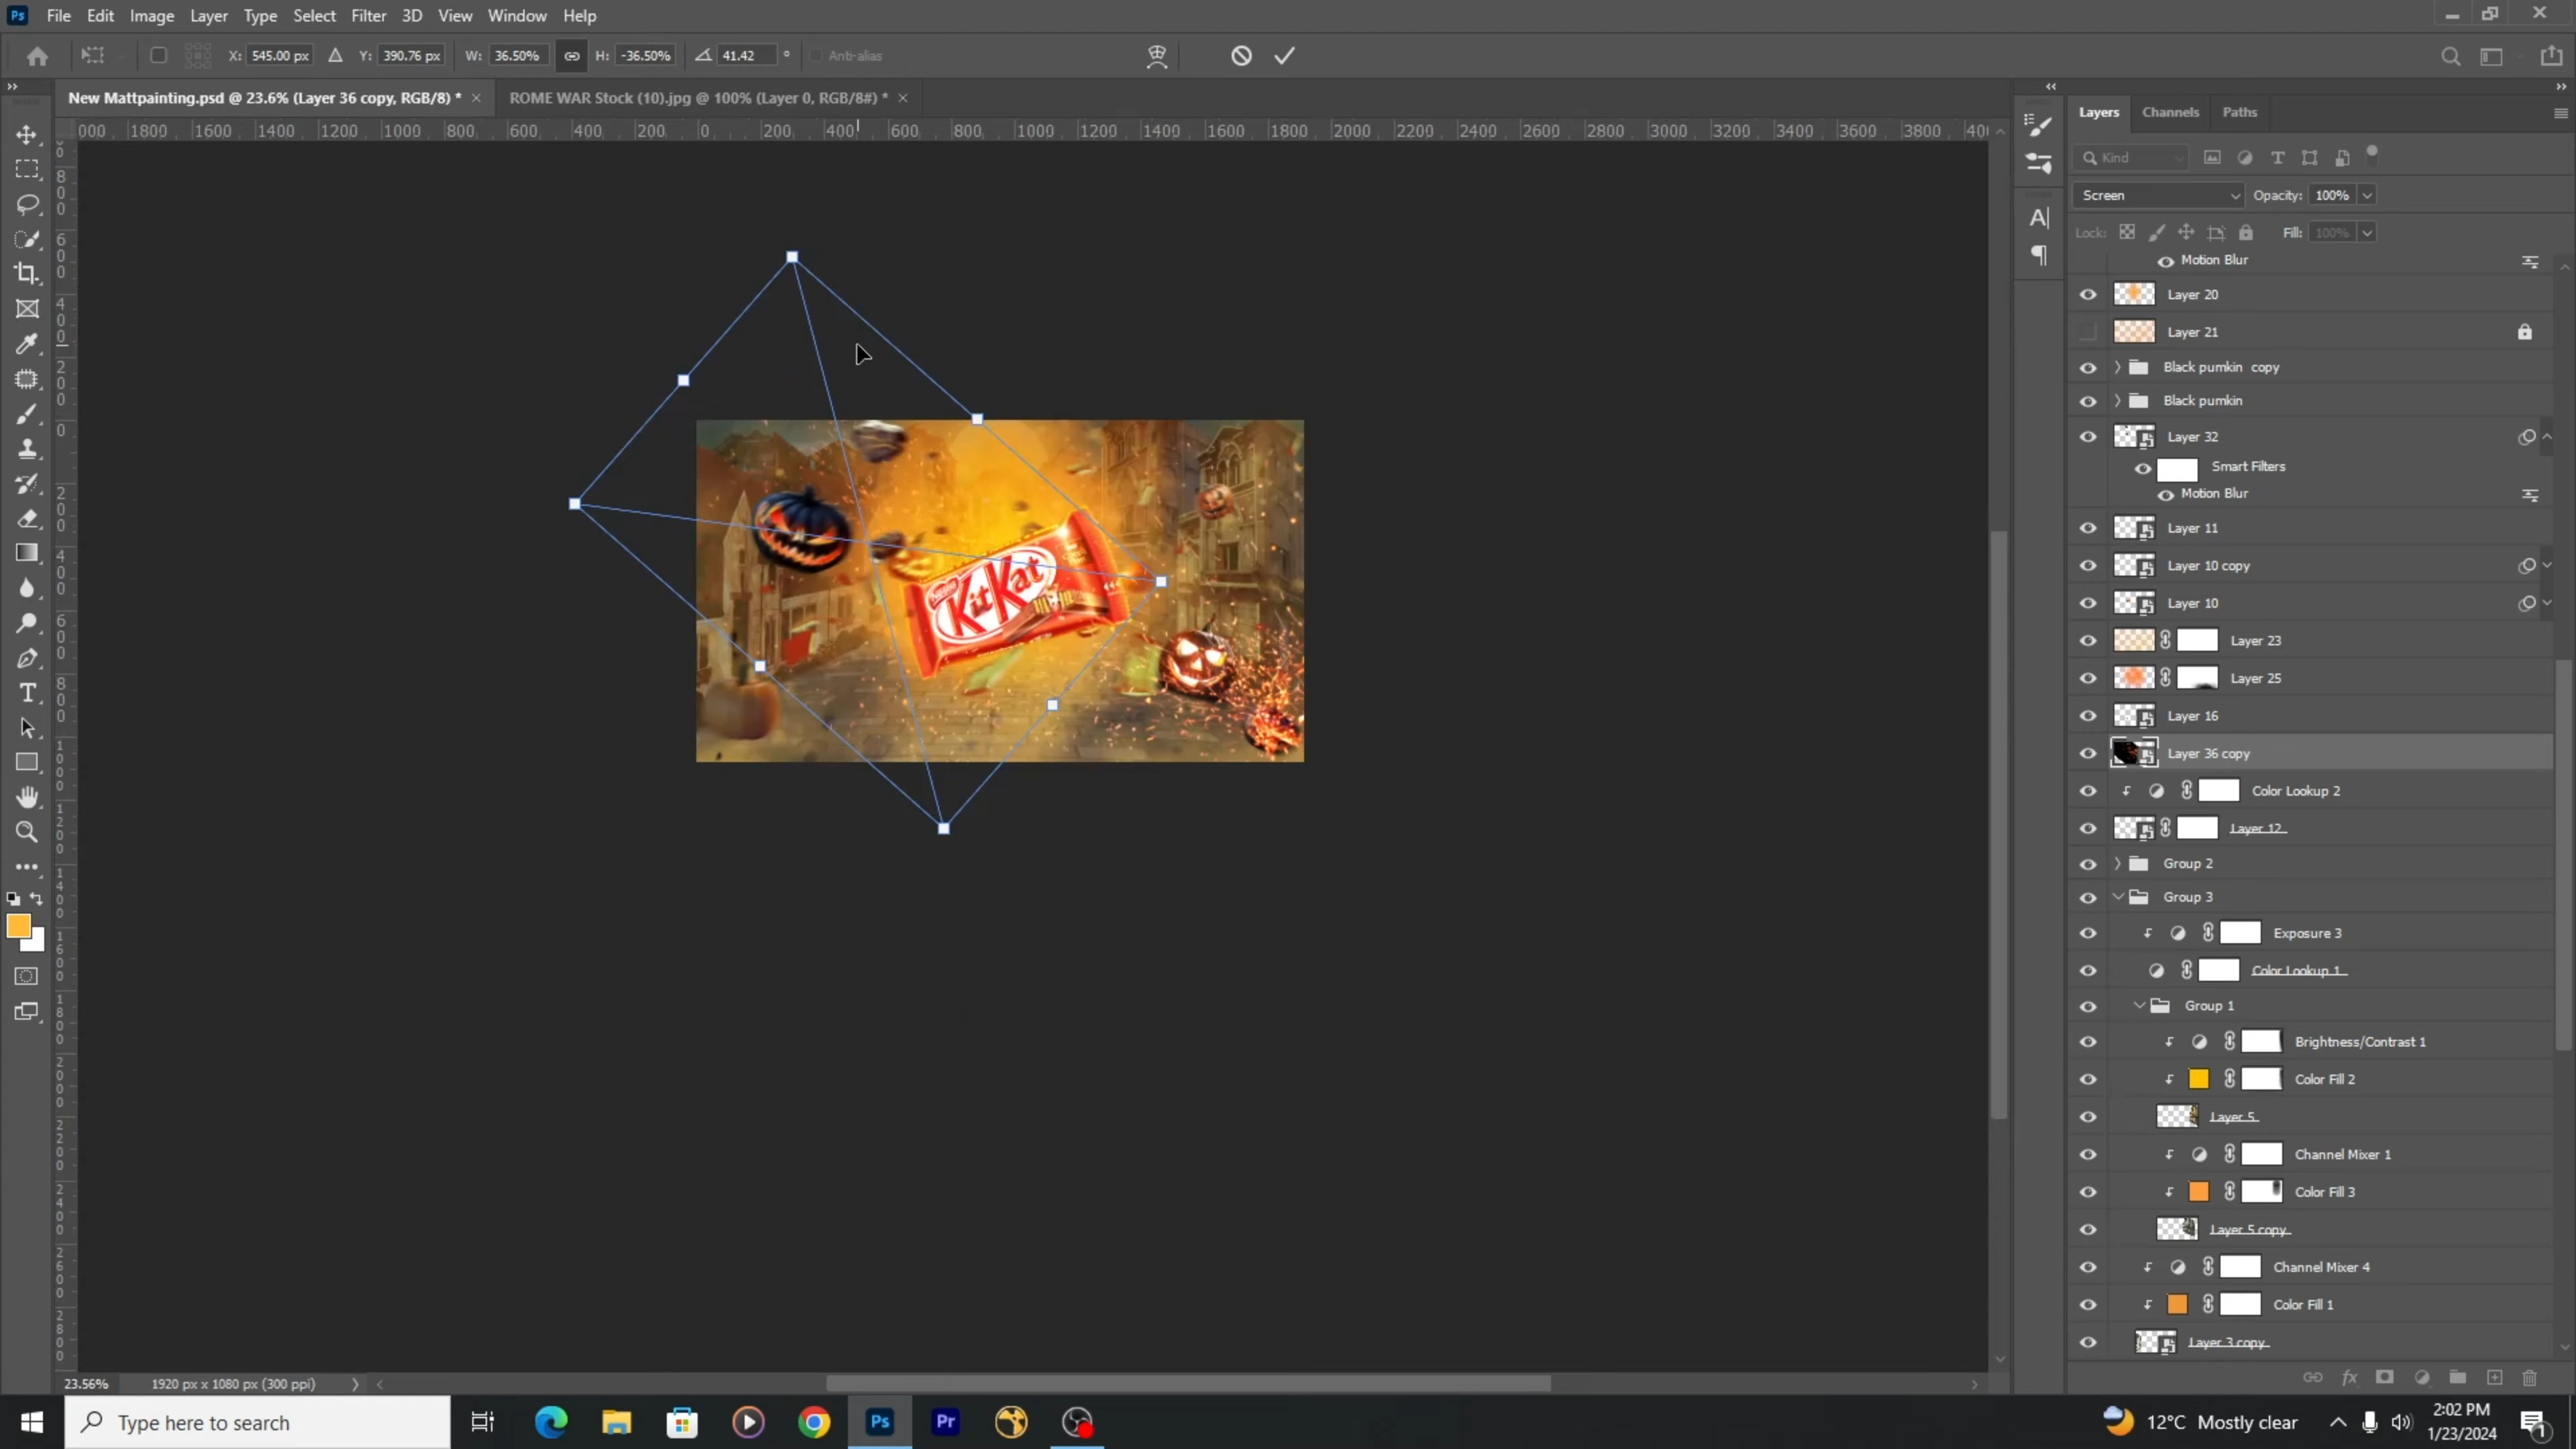 Ps File Edit Image Layer Type Select Filter 3D View Window Help
X: 545.00 px Y: 390.76 px W: 36.50% H: -36.50% 41.42 ° Anti-alias
New Mattpainting.psd @ 23.6% (Layer 36 copy, RGB/8) * × ROME WAR Stock (10).jpg @ 100% (Layer 0, RGB/8#) * ×
000 1800 1600 1400 1200 1000 800 600 400 200 0 200 400 600 800 1000 1200 1400 1600 1800 2000 2200 2400 2600 2800 3000 3200 3400 3600 3800 40
Layers Channels Paths
Kind
Screen Opacity: 100%
Lock: Fill: 100%
Motion Blur
Layer 20
Layer 21
Black pumkin copy
Black pumkin
Layer 32
Smart Filters
Motion Blur
Layer 11
Layer 10 copy
Layer 10
Layer 23
Layer 25
Layer 16
Layer 36 copy
Color Lookup 2
Layer 12
Group 2
Group 3
Exposure 3
Color Lookup 1
Group 1
Brightness/Contrast 1
Color Fill 2
Layer 5
Channel Mixer 1
Color Fill 3
Layer 5 copy
Channel Mixer 4
Color Fill 1
Layer 3 copy
KitKat
23.56% 1920 px x 1080 px (300 ppi)
Type here to search
Ps Pr
12°C Mostly clear
2:02 PM
1/23/2024
1